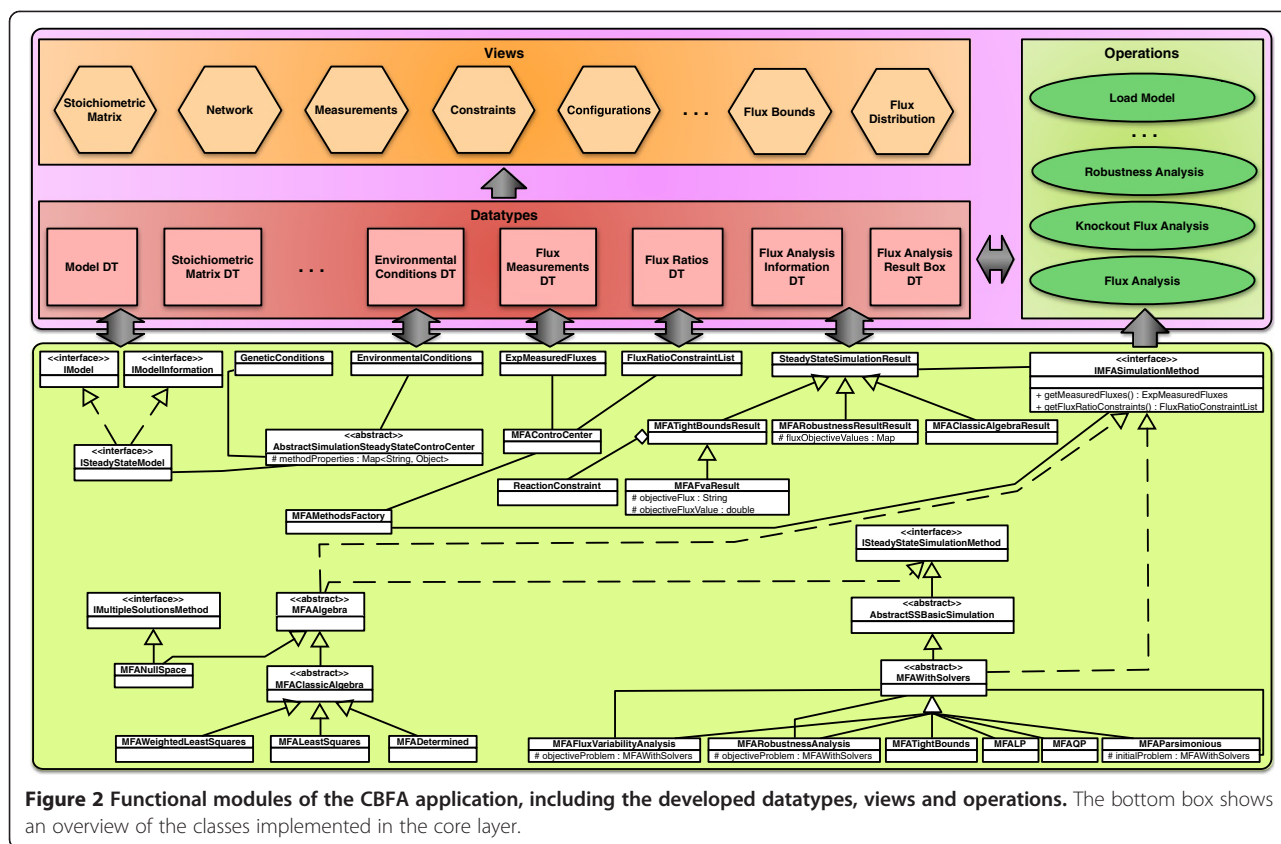 Views
Stoichiometric
Matrix
Network
Measurements
Constraints
Configurations
. . .
Flux Bounds
Flux
Distribution
Operations
Load Model
. . .
Robustness Analysis
Knockout Flux Analysis
Flux Analysis
Datatypes
Model DT
Stoichiometric
Matrix DT
. . .
Environmental
Conditions DT
Flux
Measurements
DT
Flux Ratios
DT
Flux Analysis
Information
DT
Flux Analysis
Result Box
DT
<<interface>>
IModel
<<interface>>
IModelInformation
GeneticConditions
EnvironmentalConditions
ExpMeasuredFluxes
FluxRatioConstraintList
SteadyStateSimulationResult
<<interface>>
IMFASimulationMethod
+ getMeasuredFluxes() : ExpMeasuredFluxes
+ getFluxRatioConstraints() : FluxRatioConstraintList
<<interface>>
ISteadyStateModel
<<abstract>>
AbstractSimulationSteadyStateControCenter
# methodProperties : Map<String, Object>
MFAControCenter
MFATightBoundsResult
MFARobustnessResultResult
# fluxObjectiveValues : Map
MFAClassicAlgebraResult
ReactionConstraint
MFAFvaResult
# objectiveFlux : String
# objectiveFluxValue : double
MFAMethodsFactory
<<interface>>
ISteadyStateSimulationMethod
<<interface>>
IMultipleSolutionsMethod
<<abstract>>
MFAAlgebra
<<abstract>>
AbstractSSBasicSimulation
MFANullSpace
<<abstract>>
MFAClassicAlgebra
<<abstract>>
MFAWithSolvers
MFAWeightedLeastSquares
MFALeastSquares
MFADetermined
MFAFluxVariabilityAnalysis
# objectiveProblem : MFAWithSolvers
MFARobustnessAnalysis
# objectiveProblem : MFAWithSolvers
MFATightBounds
MFALP
MFAQP
MFAParsimonious
# initialProblem : MFAWithSolvers
Figure 2 Functional modules of the CBFA application, including the developed datatypes, views and operations. The bottom box shows
an overview of the classes implemented in the core layer.